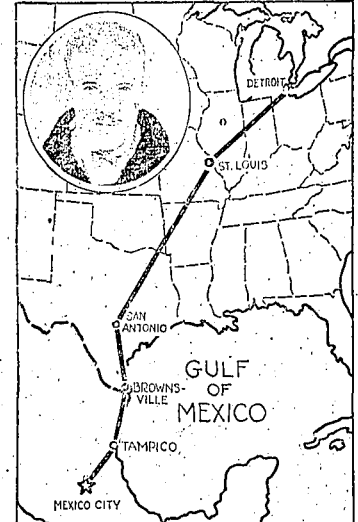 DETROIT
ST. LOUIS
SAN
ANTONIO
BROWNS-
VILLE
GULF
OF
MEXICO
TAMPICO
MEXICO CITY